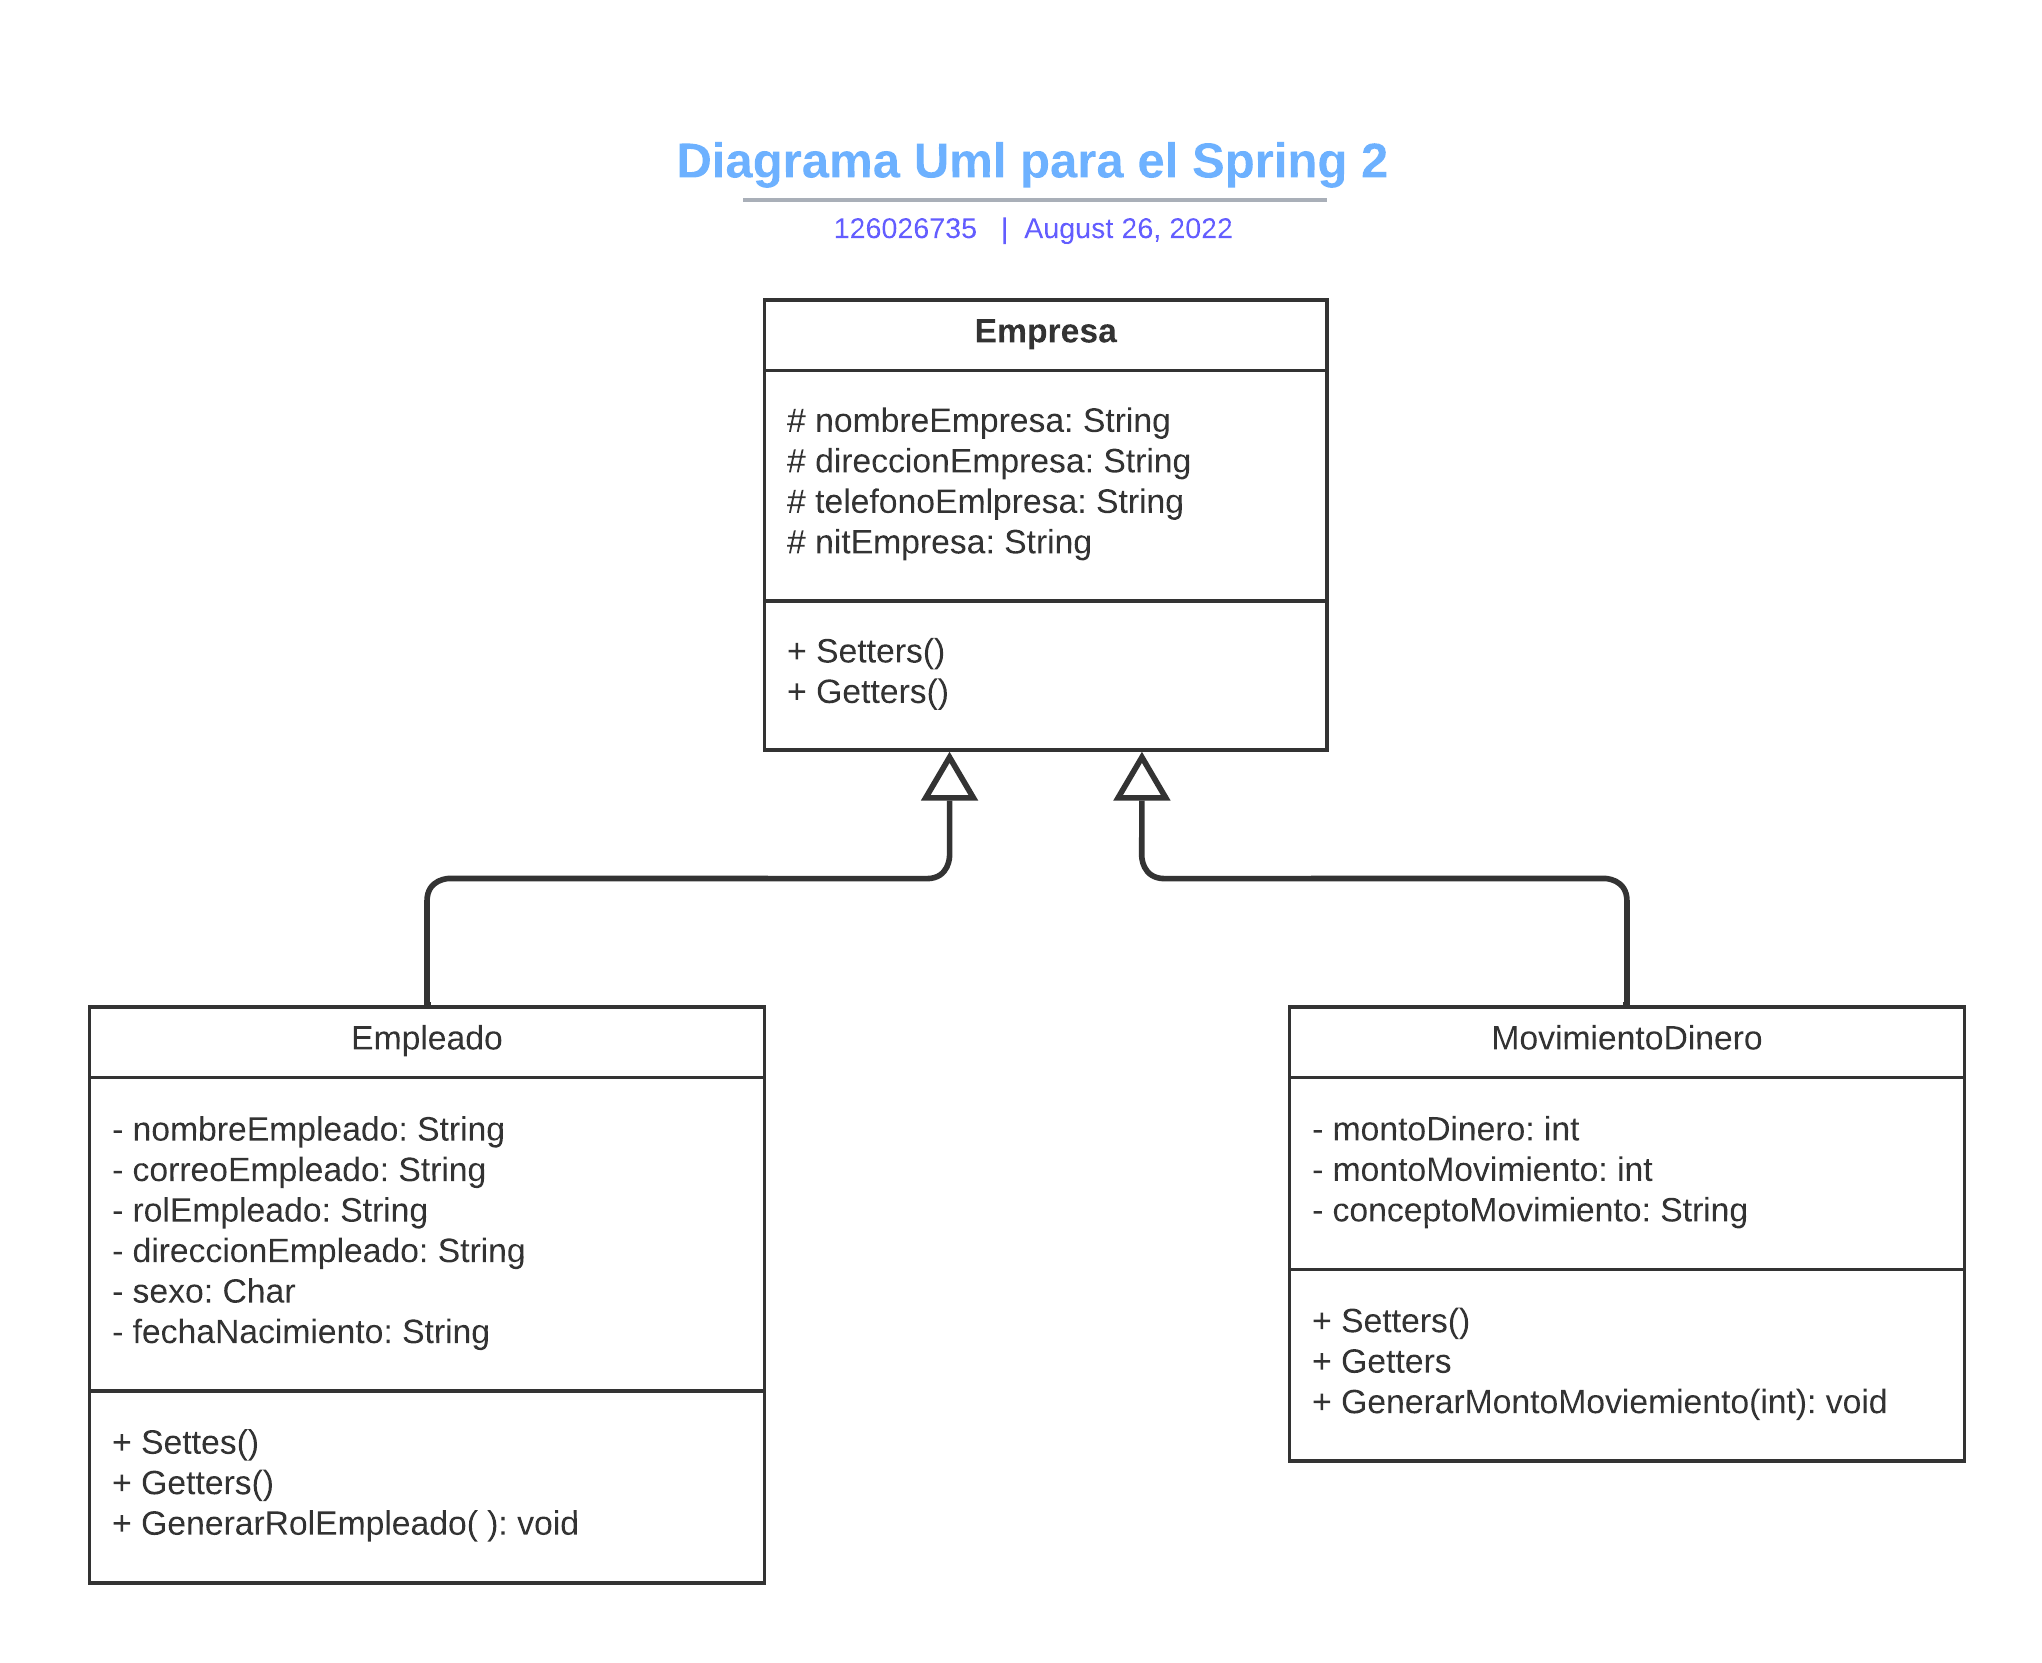 Diagrama Uml para el Spring 2
126026735 | August 26, 2022
Empresa
# nombreEmpresa: String
# direccionEmpresa: String
# telefonoEmlpresa: String
# nitEmpresa: String
+ Setters()
+ Getters()
Empleado
- nombreEmpleado: String
- correoEmpleado: String
- rolEmpleado: String
- direccionEmpleado: String
- sexo: Char
- fechaNacimiento: String
+ Settes()
+ Getters()
+ GenerarRolEmpleado( ): void
MovimientoDinero
- montoDinero: int
- montoMovimiento: int
- conceptoMovimiento: String
+ Setters()
+ Getters
+ GenerarMontoMoviemiento(int): void